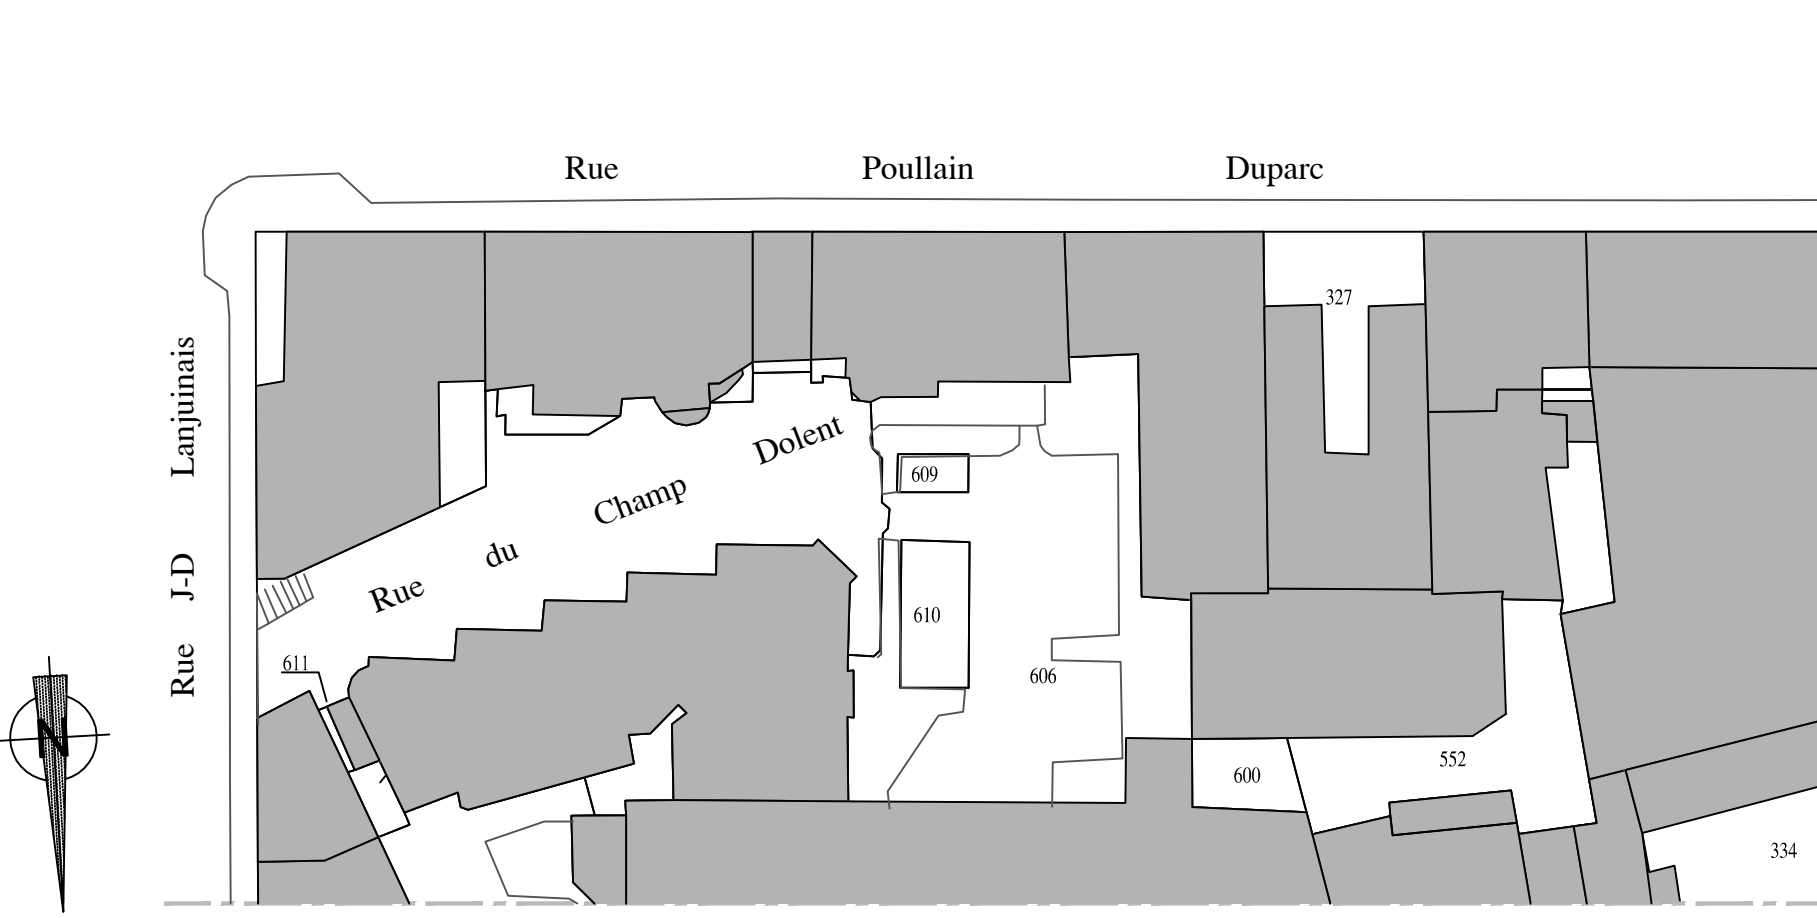 Rue Poullain Duparc
Rue J-D Lanjuinais
Rue du Champ Dolent
327
609
610
611
606
600
552
334
N